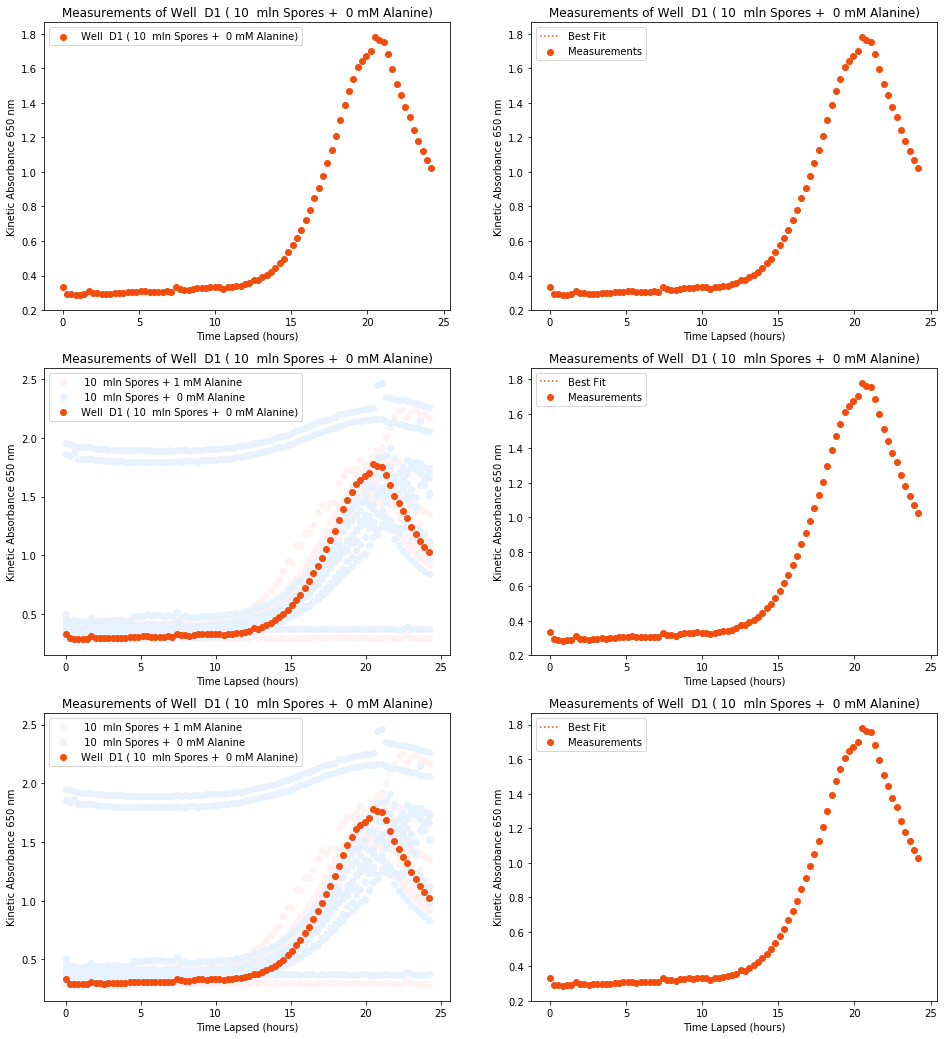 Measurements of Well  D1 ( 10  mln Spores +  0 mM Alanine)
Well  D1 ( 10  mln Spores +  0 mM Alanine)
Kinetic Absorbance 650 nm
1.8
1.6
1.4
1.2
1.0
0.8
0.6
0.4
0.2
0 5 10 15 20 25
Time Lapsed (hours)
Measurements of Well  D1 ( 10  mln Spores +  0 mM Alanine)
Best Fit
Measurements
Kinetic Absorbance 650 nm
1.8
1.6
1.4
1.2
1.0
0.8
0.6
0.4
0.2
0 5 10 15 20 25
Time Lapsed (hours)
Measurements of Well  D1 ( 10  mln Spores +  0 mM Alanine)
10  mln Spores + 1 mM Alanine
10  mln Spores +  0 mM Alanine
Well  D1 ( 10  mln Spores +  0 mM Alanine)
Kinetic Absorbance 650 nm
2.5
2.0
1.5
1.0
0.5
0 5 10 15 20 25
Time Lapsed (hours)
Measurements of Well  D1 ( 10  mln Spores +  0 mM Alanine)
Best Fit
Measurements
Kinetic Absorbance 650 nm
1.8
1.6
1.4
1.2
1.0
0.8
0.6
0.4
0.2
0 5 10 15 20 25
Time Lapsed (hours)
Measurements of Well  D1 ( 10  mln Spores +  0 mM Alanine)
10  mln Spores + 1 mM Alanine
10  mln Spores +  0 mM Alanine
Well  D1 ( 10  mln Spores +  0 mM Alanine)
Kinetic Absorbance 650 nm
2.5
2.0
1.5
1.0
0.5
0 5 10 15 20 25
Time Lapsed (hours)
Measurements of Well  D1 ( 10  mln Spores +  0 mM Alanine)
Best Fit
Measurements
Kinetic Absorbance 650 nm
1.8
1.6
1.4
1.2
1.0
0.8
0.6
0.4
0.2
0 5 10 15 20 25
Time Lapsed (hours)